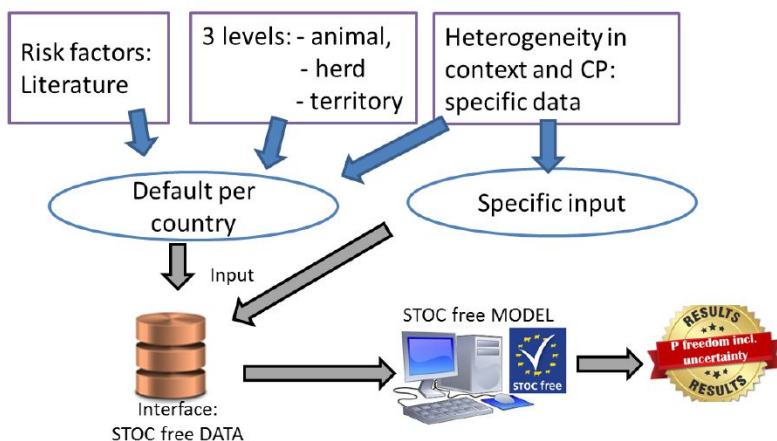 Risk factors:
Literature
3 levels: - animal,
- herd
- territory
Heterogeneity in
context and CP:
specific data
Default per
country
Specific input
Input
STOC free MODEL
STOC free
RESULTS
P freedom incl.
uncertainty
RESULTS
Interface:
STOC free DATA